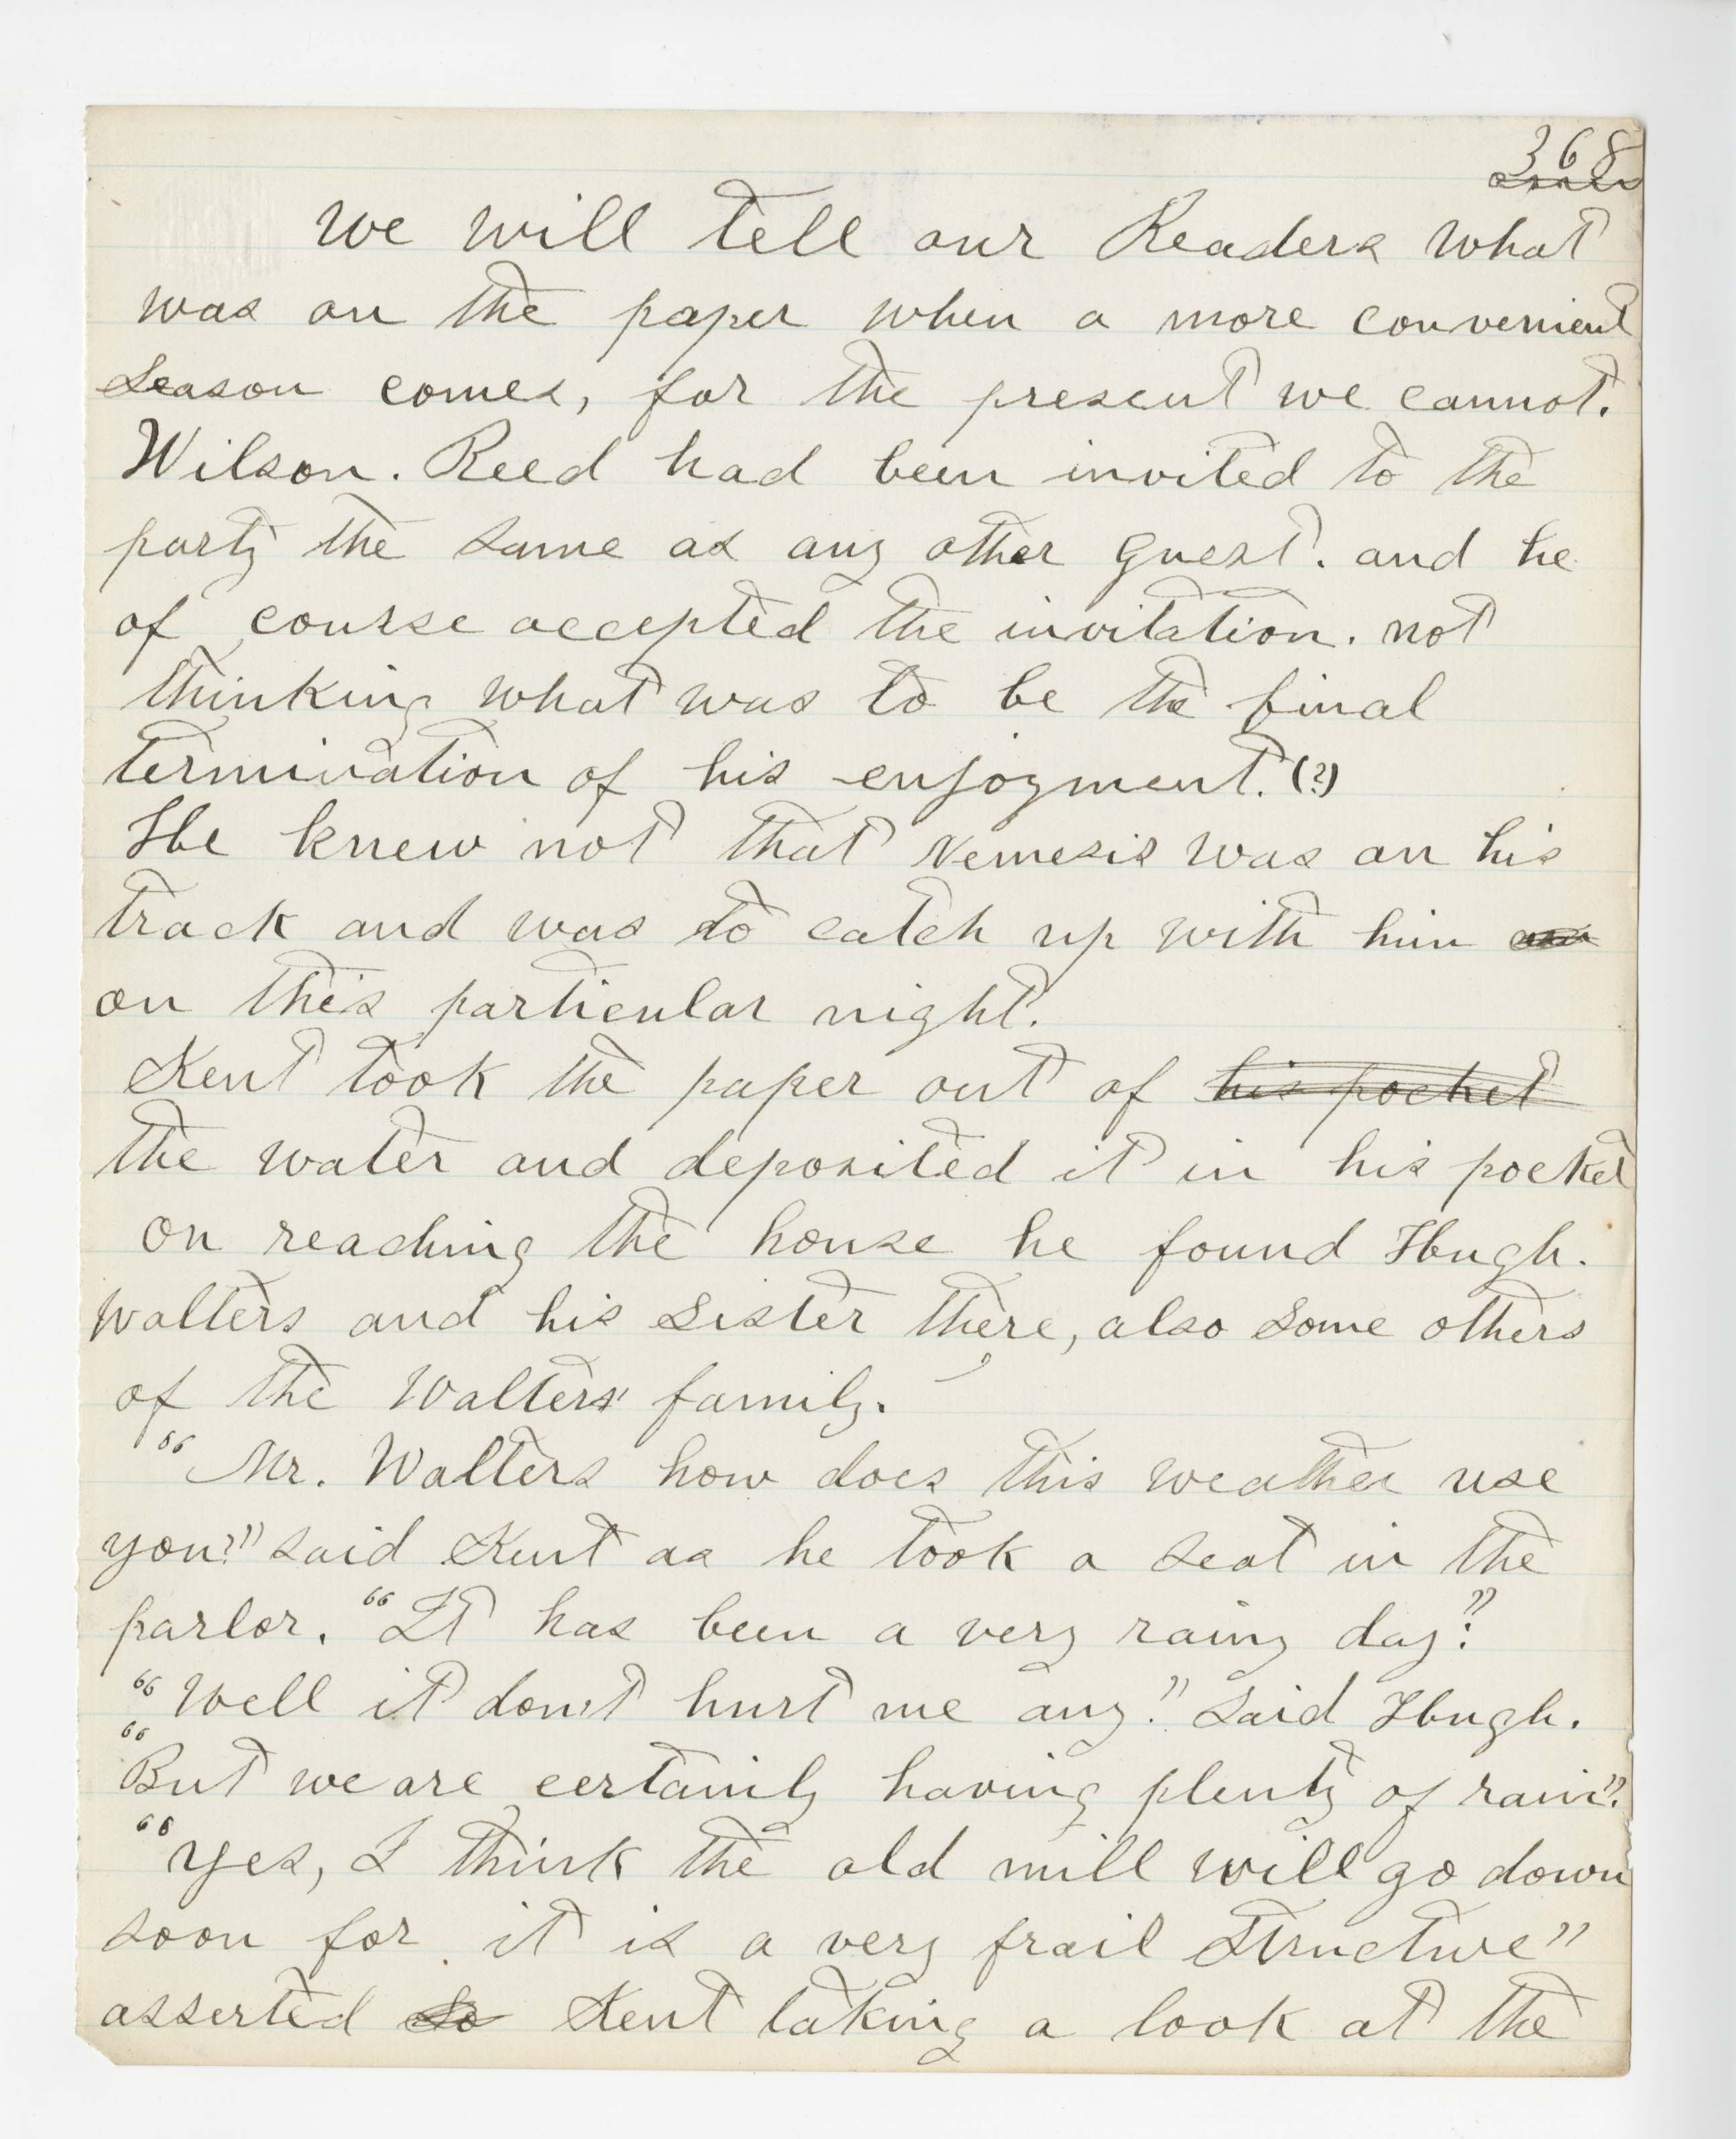 368
We will tell our Readers what
was on the paper when a more convenient
Season comes, for the present we cannot.
Wilson. Reed had been invited to the
party the same as any other guest. and he
of course accepted the invitation. not
thinking what was to be the final
termination of his enjoyment.(?)
He knew not that Nemesis was on his
track and was to catch up with him
on this particular night.
Kent took the paper out of his pocket
the water and deposited it in his pocket
on reaching the house he found Hugh.
Walters and his Sister there, also some others
of the Walters' family.
"Mr. Walters how does this weather use
you?" said Kent as he took a seat in the
parlor. "It has been a very rainy day."
"Well it don't hurt me any." Said Hugh.
"But we are certainly having plenty of rain".
"Yes, I think the old mill will go down
soon for it is a very frail Structure"
asserted So Kent taking a look at the